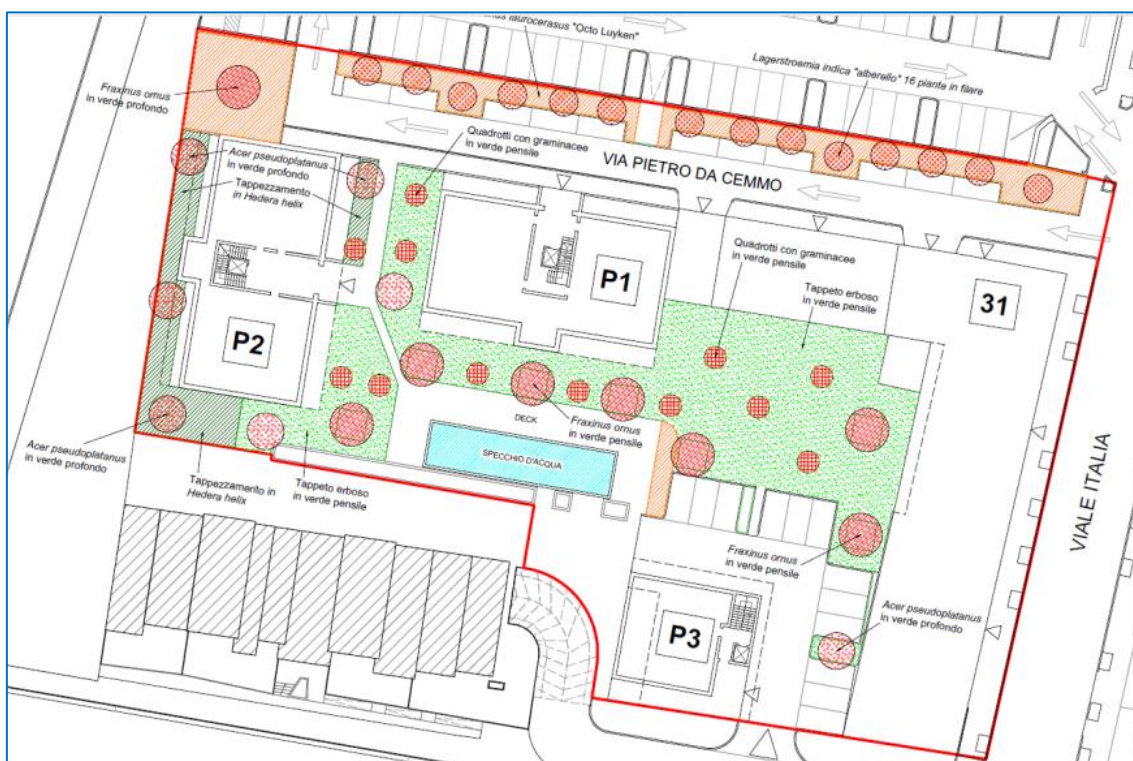 laurocerasus "Octo Luyken"
Lagerstroemia indica "alberello" 16 piante in filare
Fraxinus ornus
in verde profondo
Acer pseudoplatanus
in verde profondo
Tappezzamento
in Hedera helix
Quadrotti con graminacee
in verde pensile
VIA PIETRO DA CEMMO
Quadrotti con graminacee
in verde pensile
Tappeto erboso
in verde pensile
P1
31
P2
DECK
Fraxinus ornus
in verde pensile
SPECCHIO D'ACQUA
VIALE ITALIA
Acer pseudoplatanus
in verde profondo
Tappezzamento in
Hedera helix
Tappeto erboso
in verde pensile
Fraxinus ornus
in verde pensile
Acer pseudoplatanus
in verde profondo
P3